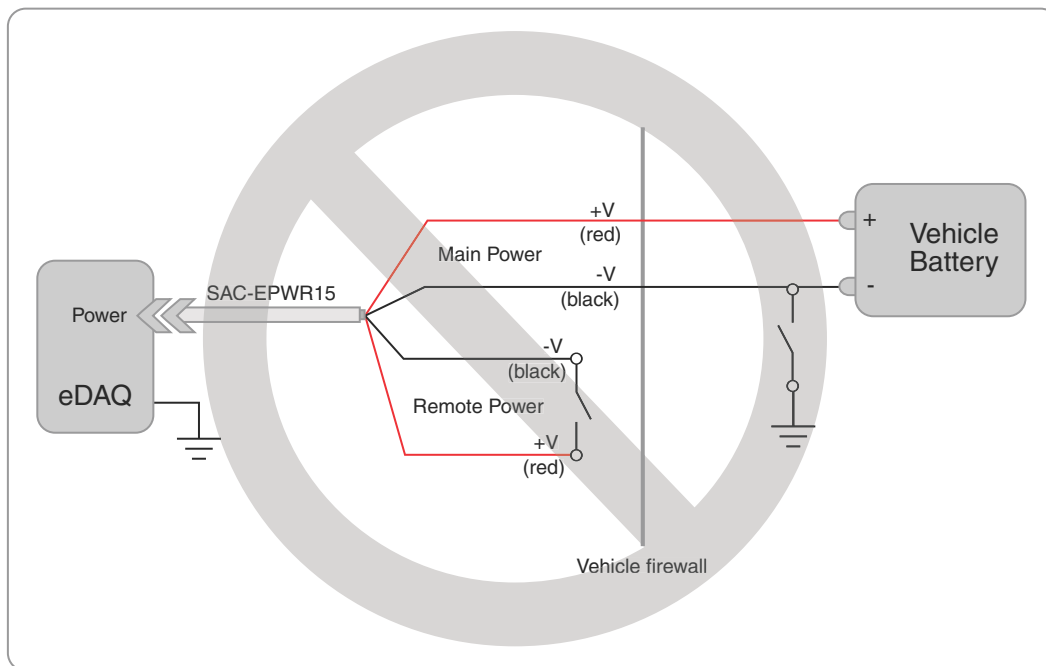 +V
(red)
+
Vehicle
Battery
Main Power
-V
(black)
-
SAC-EPWR15
Power
eDAQ
-V
(black)
Remote Power
+V
(red)
Vehicle firewall